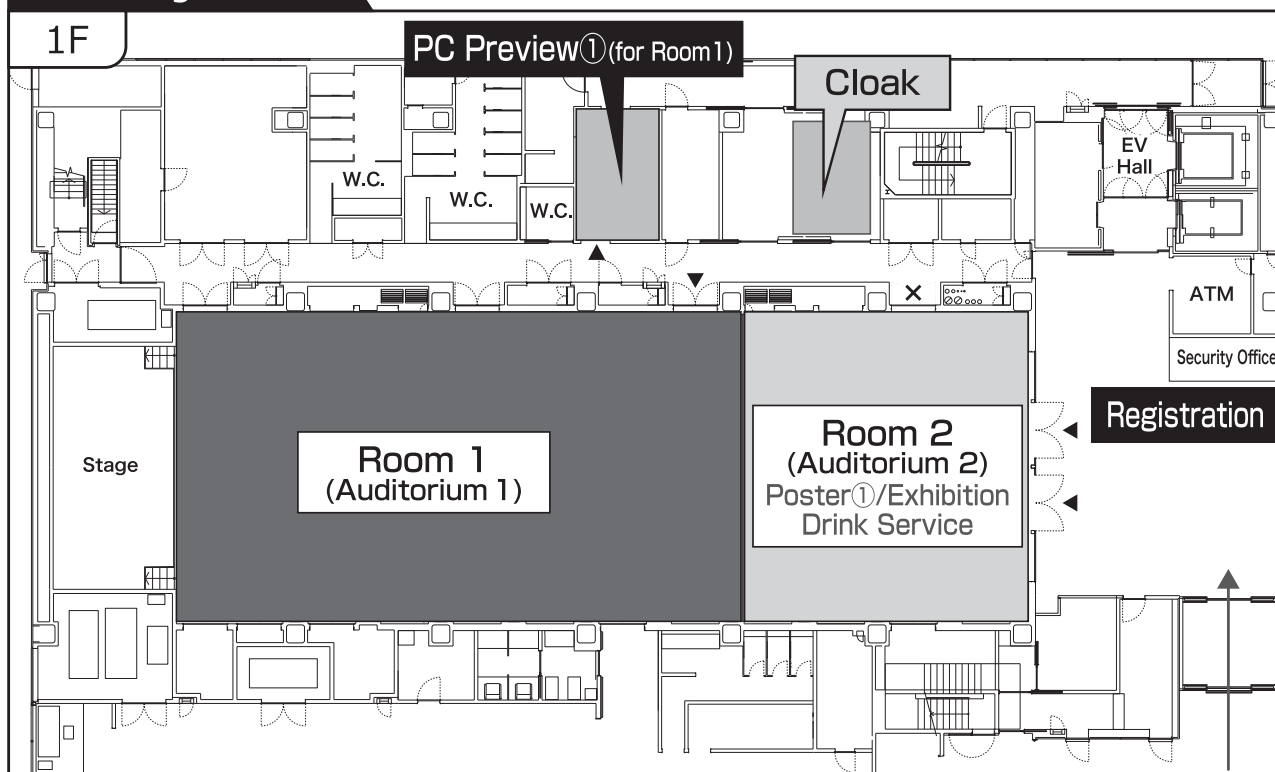 1F
PC Preview①(for Room1)
Cloak
EV
Hall
W.C.
W.C.
W.C.
ATM
Security Office
Registration
Stage
Room 1
(Auditorium 1)
Room 2
(Auditorium 2)
Poster①/Exhibition
Drink Service